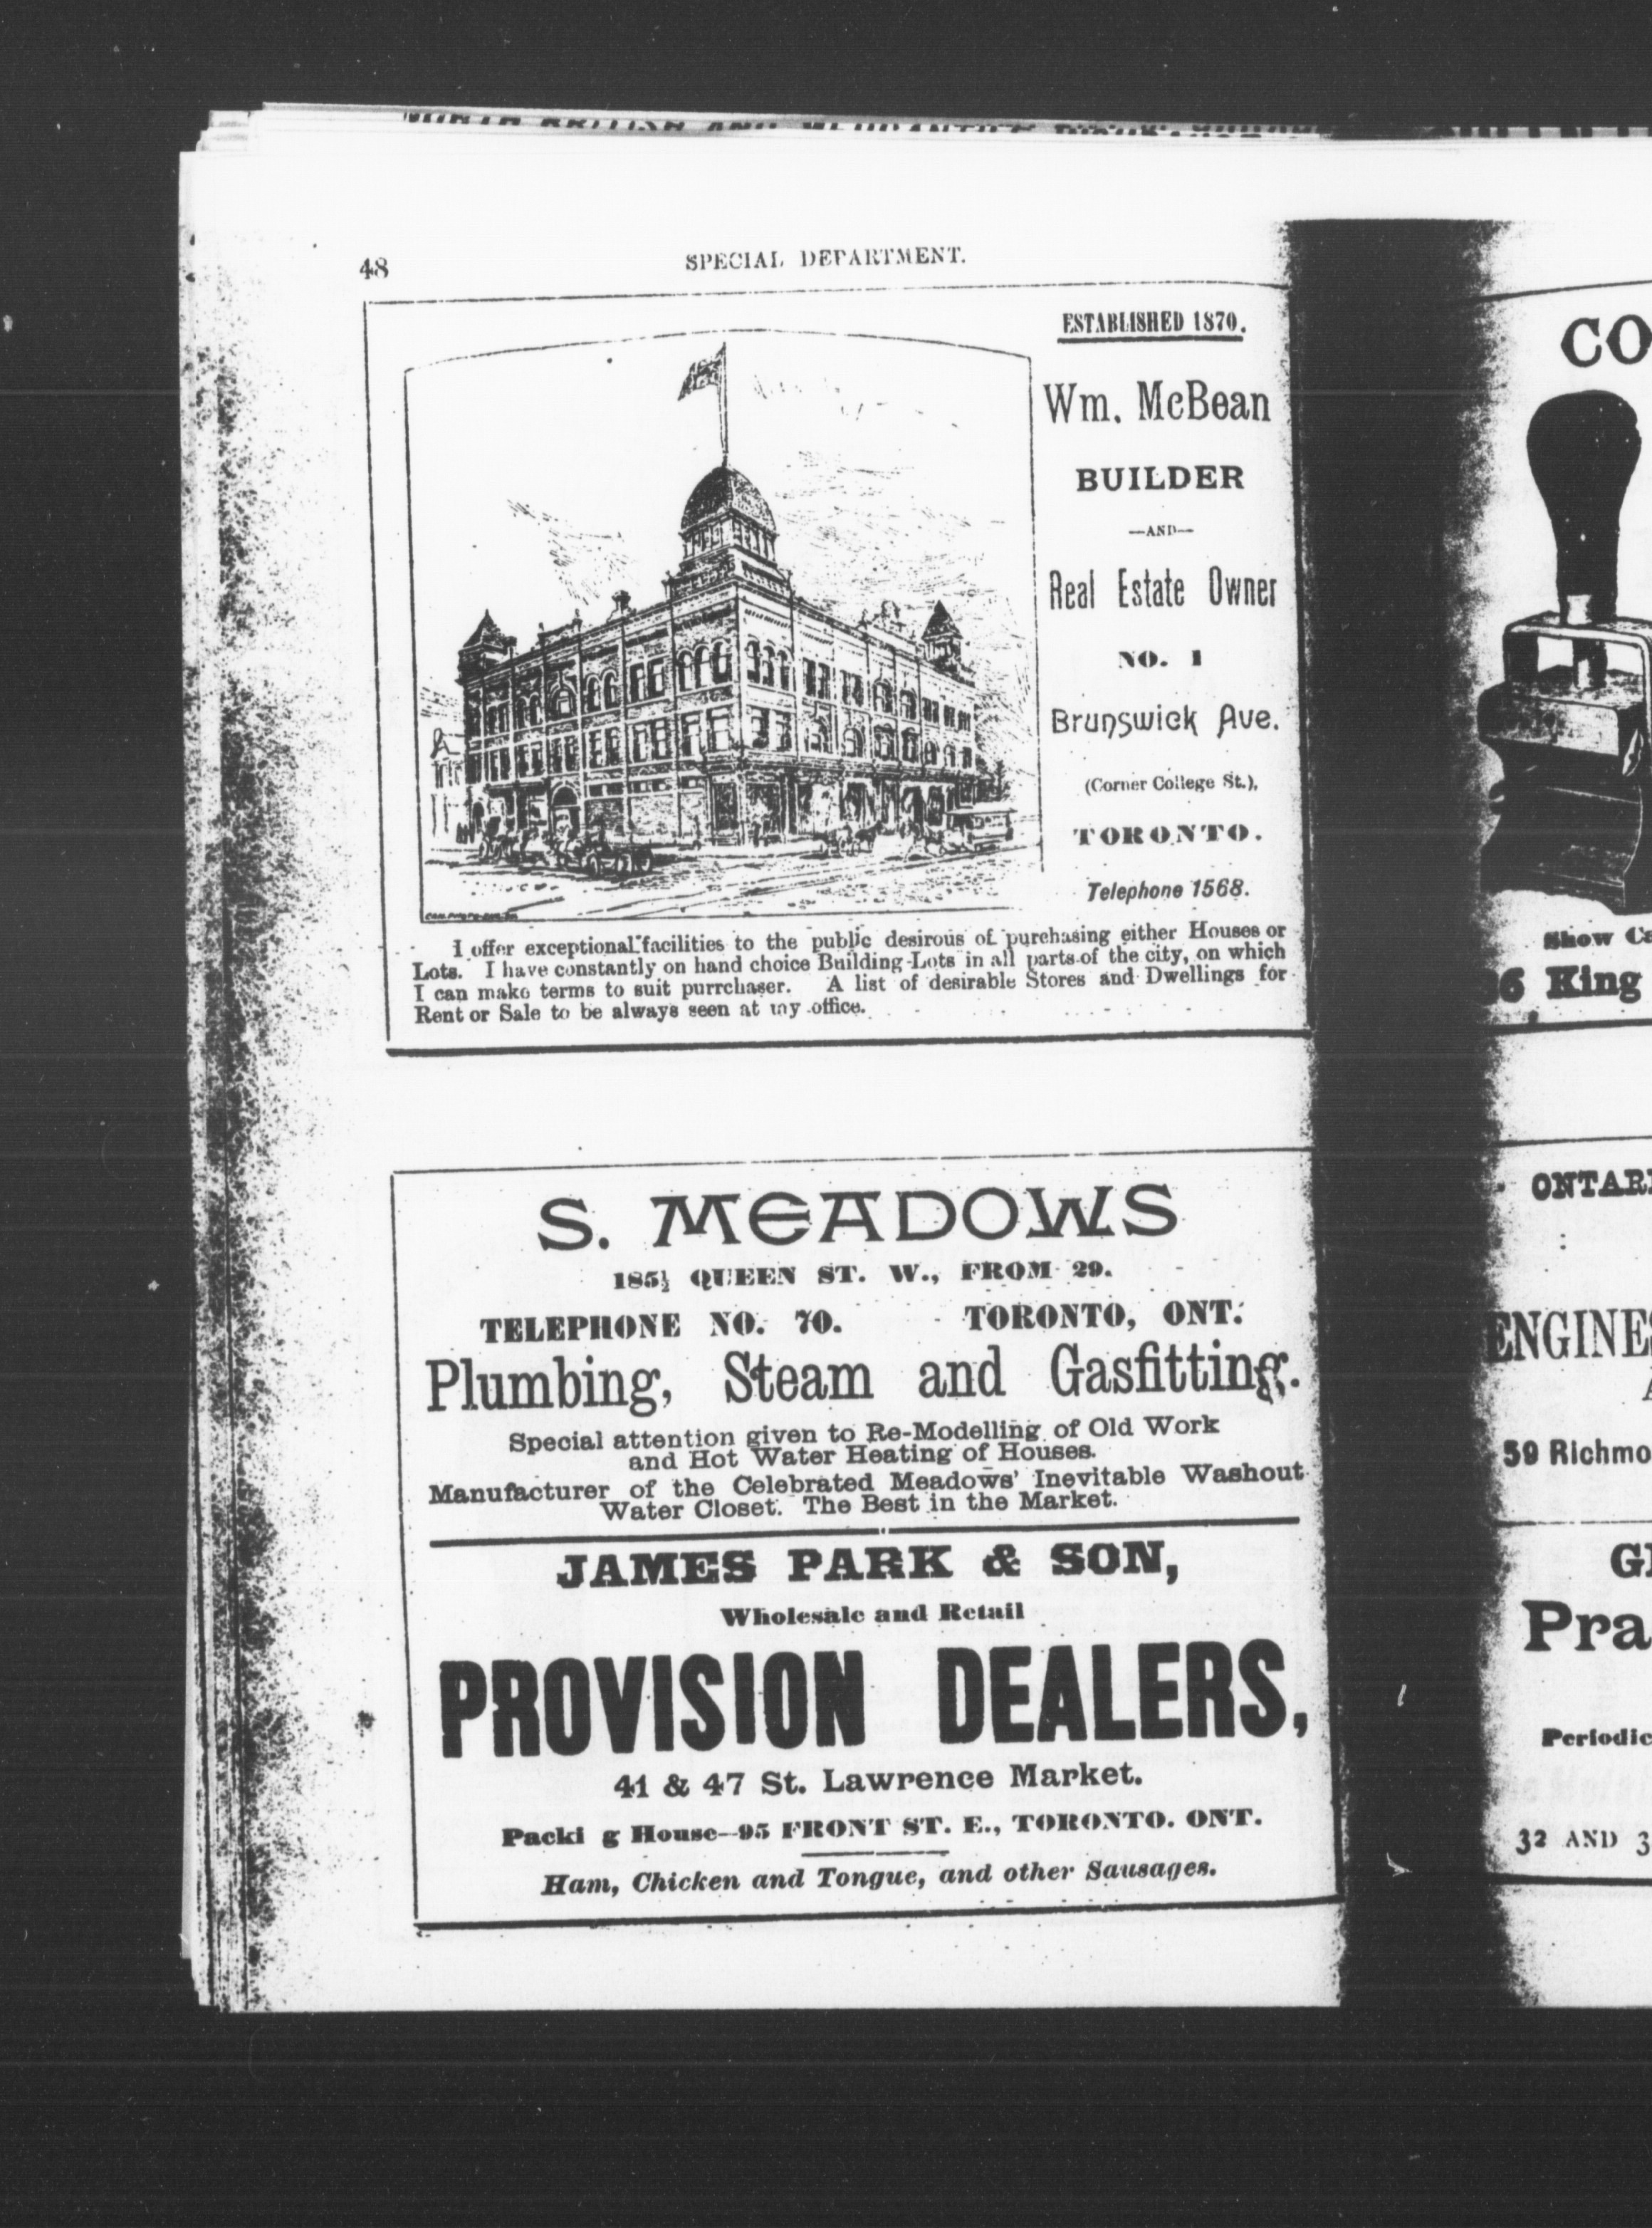 48
SPECIAL DEPARTMENT.
ESTABLISHED 1870.
Wm. McBean
BUILDER
—AND—
Real Estate Owner
NO. 1
Brunswick Ave.
(Corner College St.),
TORONTO.
Telephone 1568.
I offer exceptional facilities to the public desirous of purchasing either Houses or
Lots. I have constantly on hand choice Building Lots in all parts of the city, on which
I can make terms to suit purrchaser. A list of desirable Stores and Dwellings for
Rent or Sale to be always seen at my office.
S. MEADOWS
185½ QUEEN ST. W., FROM 29.
TELEPHONE NO. 70. TORONTO, ONT.
Plumbing, Steam and Gasfitting.
Special attention given to Re-Modelling of Old Work
and Hot Water Heating of Houses.
Manufacturer of the Celebrated Meadows' Inevitable Washout
Water Closet. The Best in the Market.
JAMES PARK & SON,
Wholesale and Retail
PROVISION DEALERS,
41 & 47 St. Lawrence Market.
Packi g House—95 FRONT ST. E., TORONTO. ONT.
Ham, Chicken and Tongue, and other Sausages.
CO
Show Ca
36 King
ONTARI
ENGINES
A
59 Richmo
Pra
Periodic
32 AND 3